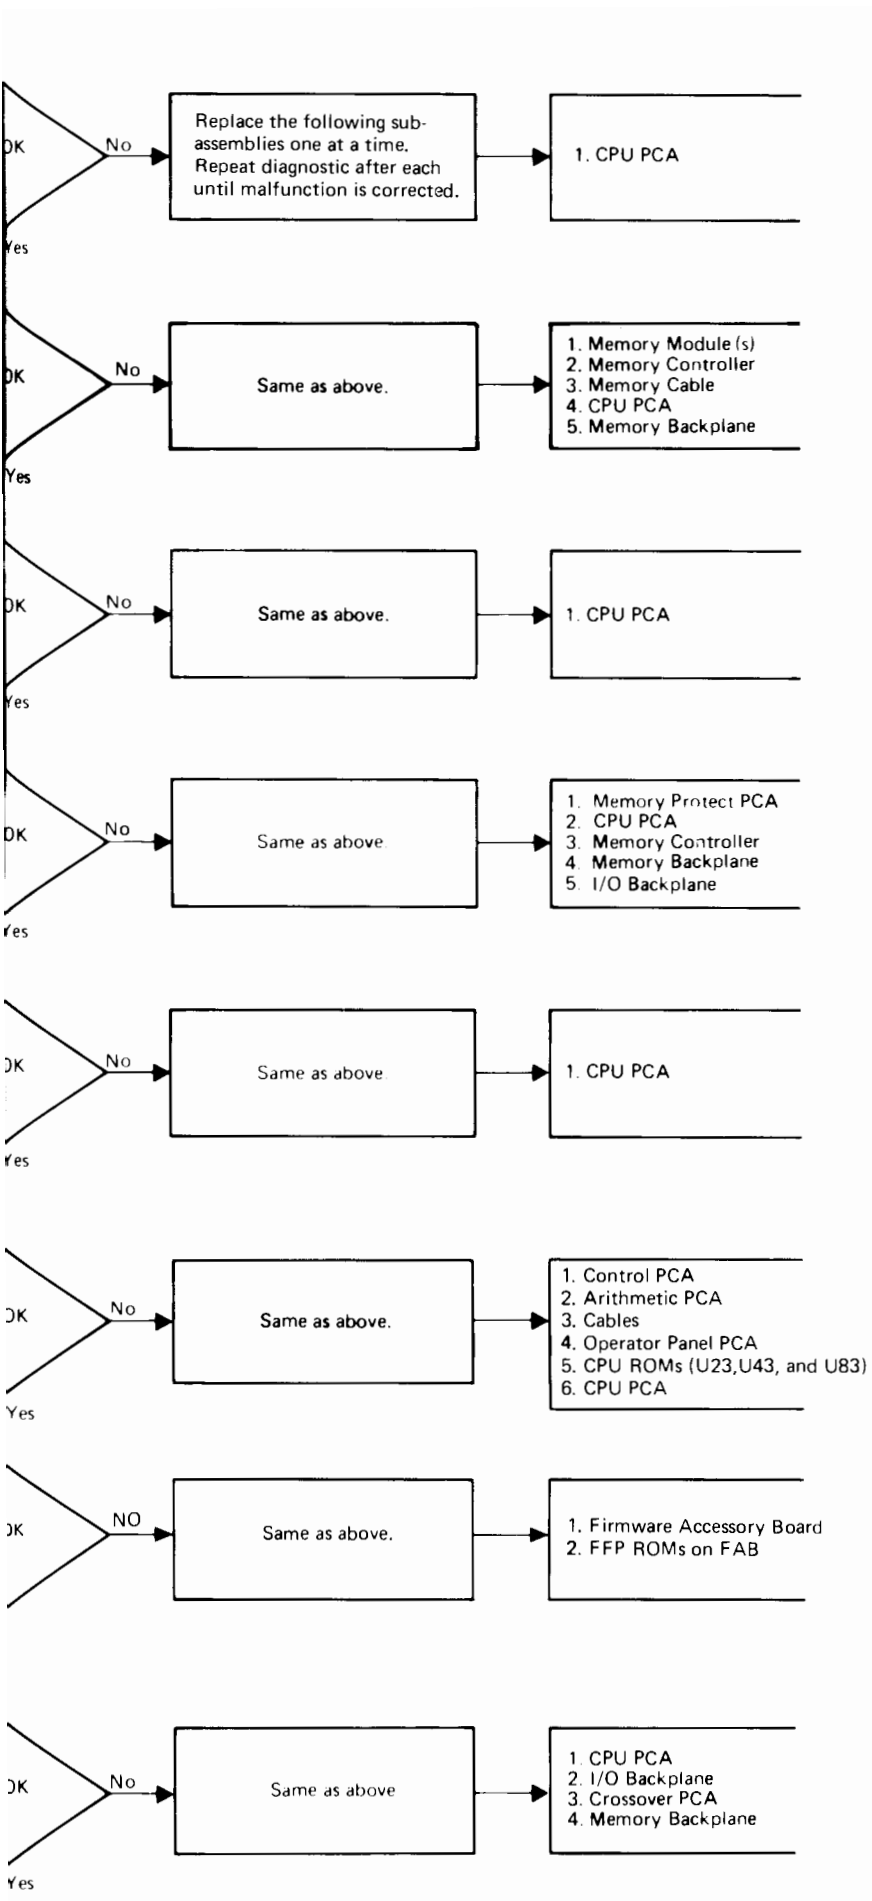 OK
No
Replace the following sub-
assemblies one at a time.
Repeat diagnostic after each
until malfunction is corrected.
1. CPU PCA
Yes
OK
No
Same as above.
1. Memory Module(s)
2. Memory Controller
3. Memory Cable
4. CPU PCA
5. Memory Backplane
Yes
OK
No
Same as above.
1. CPU PCA
Yes
OK
No
Same as above.
1. Memory Protect PCA
2. CPU PCA
3. Memory Controller
4. Memory Backplane
5. I/O Backplane
Yes
OK
No
Same as above.
1. CPU PCA
Yes
OK
No
Same as above.
1. Control PCA
2. Arithmetic PCA
3. Cables
4. Operator Panel PCA
5. CPU ROMs (U23,U43, and U83)
6. CPU PCA
Yes
OK
NO
Same as above.
1. Firmware Accessory Board
2. FFP ROMs on FAB
OK
No
Same as above
1. CPU PCA
2. I/O Backplane
3. Crossover PCA
4. Memory Backplane
Yes